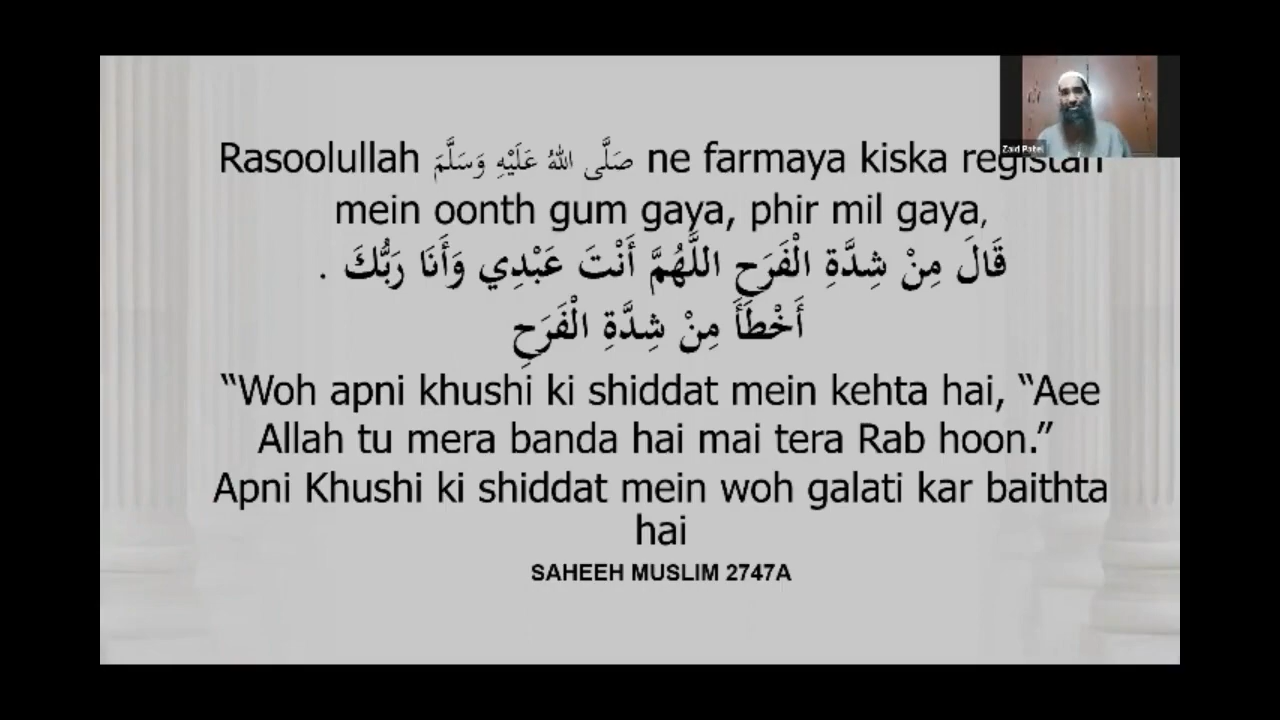 Rasoolullah صَلَّى اللهُ عَلَيْهِ وَسَلَّمَ ne farmaya kiska registan
mein oonth gum gaya, phir mil gaya,
قَالَ مِنْ شِدَّةِ الْفَرَحِ اللَّهُمَّ أَنْتَ عَبْدِي وَأَنَا رَبُّكَ .
أَخْطَأَ مِنْ شِدَّةِ الْفَرَحِ
“Woh apni khushi ki shiddat mein kehta hai, “Aee
Allah tu mera banda hai mai tera Rab hoon.”
Apni Khushi ki shiddat mein woh galati kar baithta
hai
SAHEEH MUSLIM 2747A
Zaid Patel